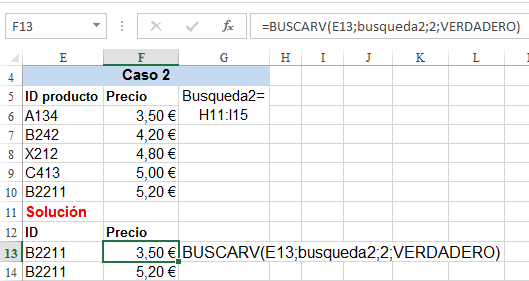 F13 fx =BUSCARV(E13;busqueda2;2;VERDADERO)
E F G H I J K L
4 Caso 2
5 ID producto Precio Busqueda2=
6 A134 3,50 € H11:I15
7 B242 4,20 €
8 X212 4,80 €
9 C413 5,00 €
10 B2211 5,20 €
11 Solución
12 ID Precio
13 B2211 3,50 € BUSCARV(E13;busqueda2;2;VERDADERO)
14 B2211 5,20 €